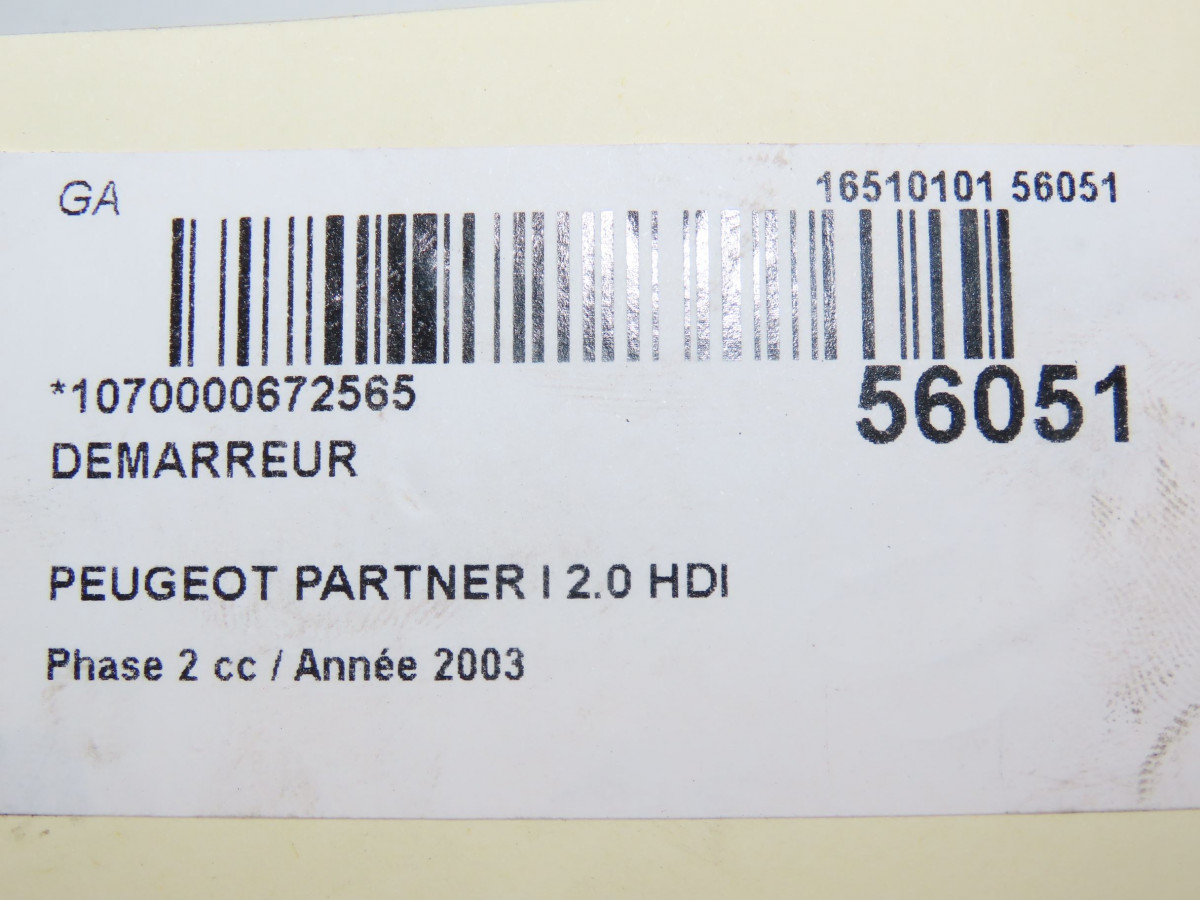 GA
16510101 56051
*1070000672565
56051
DEMARREUR
PEUGEOT PARTNER I 2.0 HDI
Phase 2 cc / Année 2003